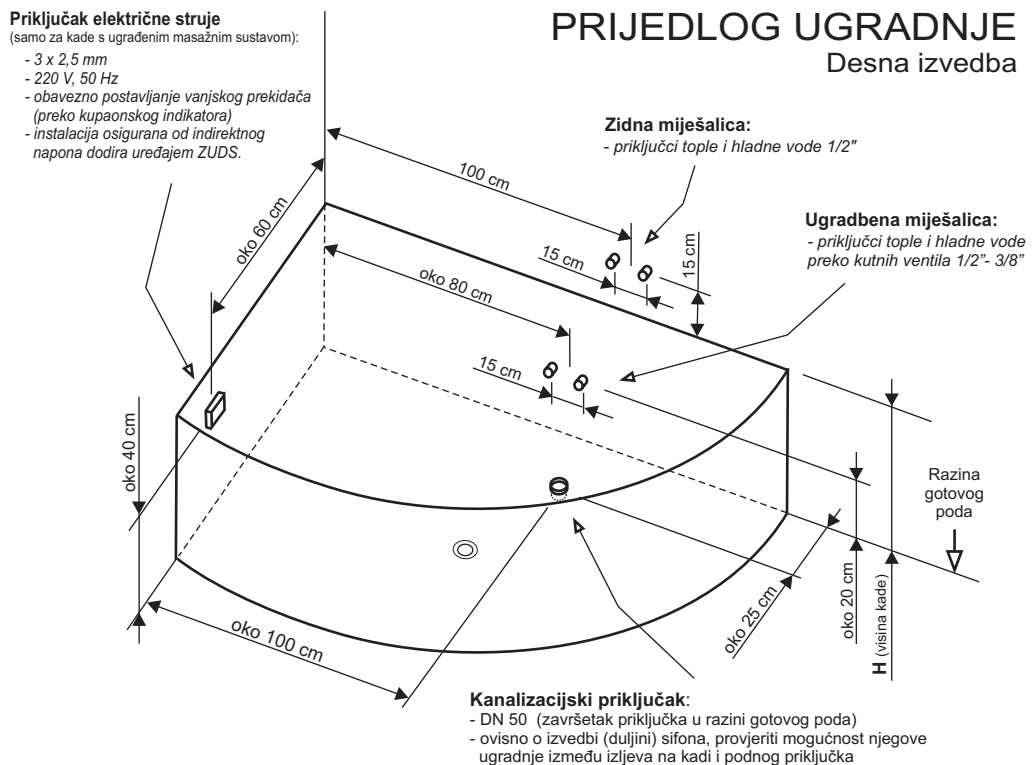 PRIJEDLOG UGRADNJE
Desna izvedba
Priključak električne struje
(samo za kade s ugrađenim masažnim sustavom):
- 3 x 2,5 mm
- 220 V, 50 Hz
- obavezno postavljanje vanjskog prekidača
(preko kupaonskog indikatora)
- instalacija osigurana od indirektnog
napona dodira uređajem ZUDS.
Zidna miješalica:
- priključci tople i hladne vode 1/2"
Ugradbena miješalica:
- priključci tople i hladne vode
preko kutnih ventila 1/2”- 3/8”
100 cm
oko 60 cm
15 cm
15 cm
oko 80 cm
15 cm
oko 40 cm
Razina
gotovog
poda
oko 20 cm
H (visina kade)
oko 25 cm
oko 100 cm
Kanalizacijski priključak:
- DN 50 (završetak priključka u razini gotovog poda)
- ovisno o izvedbi (duljini) sifona, provjeriti mogućnost njegove
ugradnje između izljeva na kadi i podnog priključka